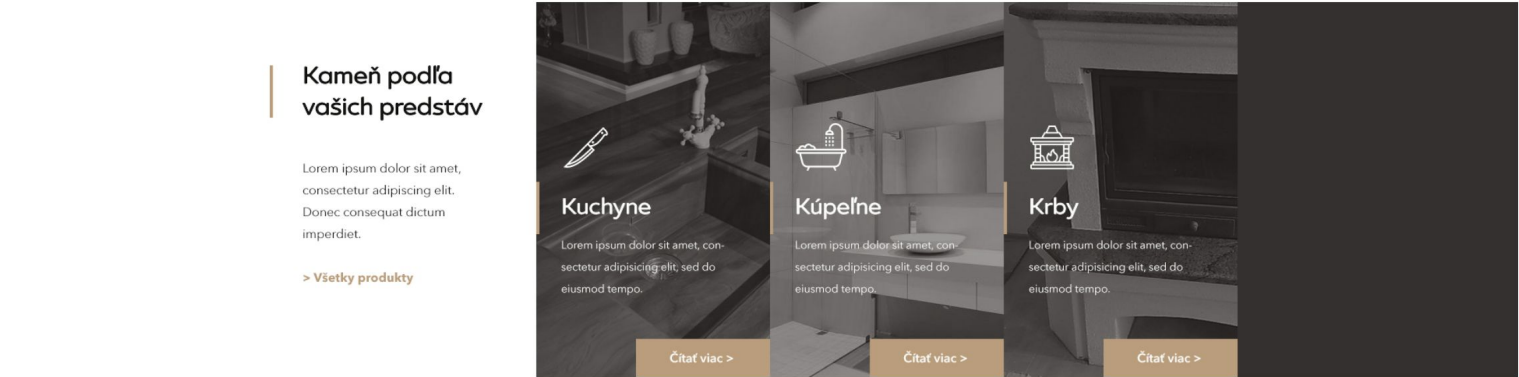 Kameň podľa
vašich predstáv
Lorem ipsum dolor sit amet,
consectetur adipiscing elit.
Donec consequat dictum
imperdiet.
> Všetky produkty
Kuchyne
Lorem ipsum dolor sit amet, con-
sectetur adipisicing elit, sed do
eiusmod tempo.
Čítať viac >
Kúpeľne
Lorem ipsum dolor sit amet, con-
sectetur adipisicing elit, sed do
eiusmod tempo.
Čítať viac >
Krby
Lorem ipsum dolor sit amet, con-
sectetur adipisicing elit, sed do
eiusmod tempo.
Čítať viac >